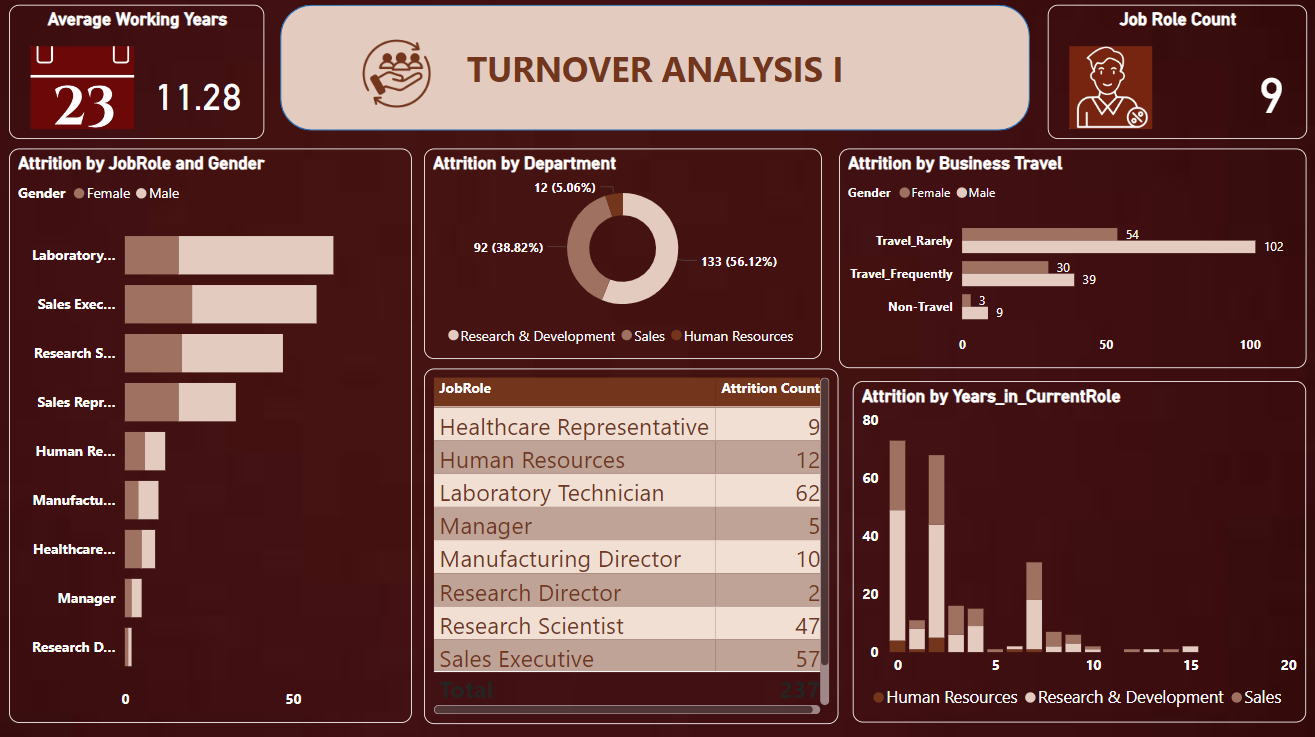 Average Working Years
23
11.28
TURNOVER ANALYSIS I
Job Role Count
%
9
Attrition by JobRole and Gender
Gender Female Male
Laboratory...
Sales Exec...
Research S...
Sales Repr...
Human Re...
Manufactu...
Healthcare...
Manager
Research D...
0 50
Attrition by Department
12 (5.06%)
92 (38.82%)
133 (56.12%)
Research & Development Sales Human Resources
Attrition by Business Travel
Gender Female Male
Travel_Rarely 54 102
Travel_Frequently 30 39
Non-Travel 3 9
0 50 100
JobRole Attrition Count
Healthcare Representative 9
Human Resources 12
Laboratory Technician 62
Manager 5
Manufacturing Director 10
Research Director 2
Research Scientist 47
Sales Executive 57
Total 237
Attrition by Years_in_CurrentRole
80
60
40
20
0
0 5 10 15 20
Human Resources Research & Development Sales